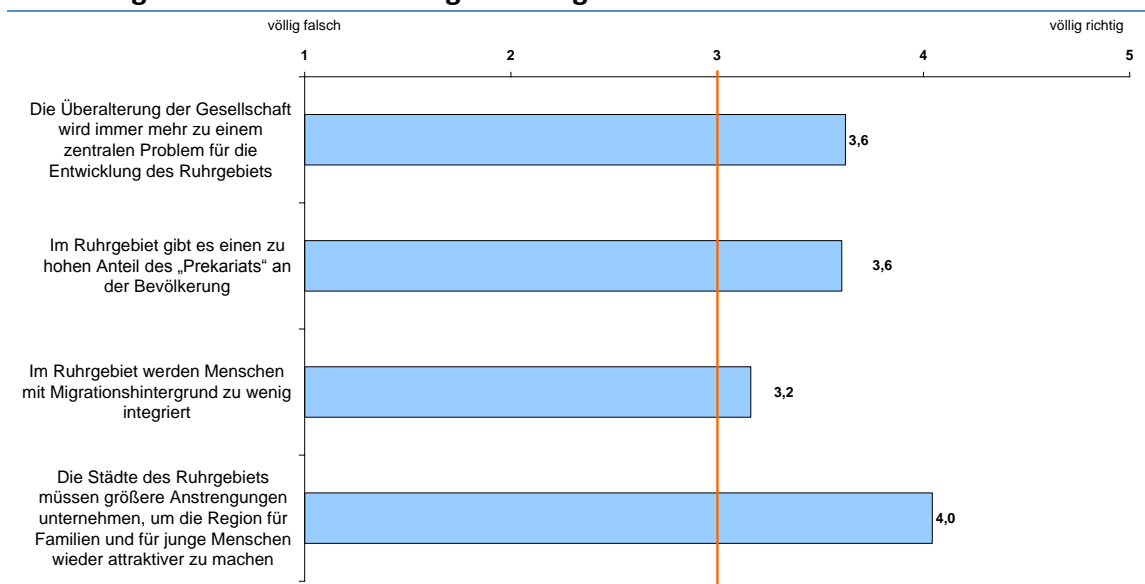 völlig falsch
völlig richtig
1 2 3 4 5
Die Überalterung der Gesellschaft
wird immer mehr zu einem
zentralen Problem für die
Entwicklung des Ruhrgebiets
3,6
Im Ruhrgebiet gibt es einen zu
hohen Anteil des „Prekariats“ an
der Bevölkerung
3,6
Im Ruhrgebiet werden Menschen
mit Migrationshintergrund zu wenig
integriert
3,2
Die Städte des Ruhrgebiets
müssen größere Anstrengungen
unternehmen, um die Region für
Familien und für junge Menschen
wieder attraktiver zu machen
4,0